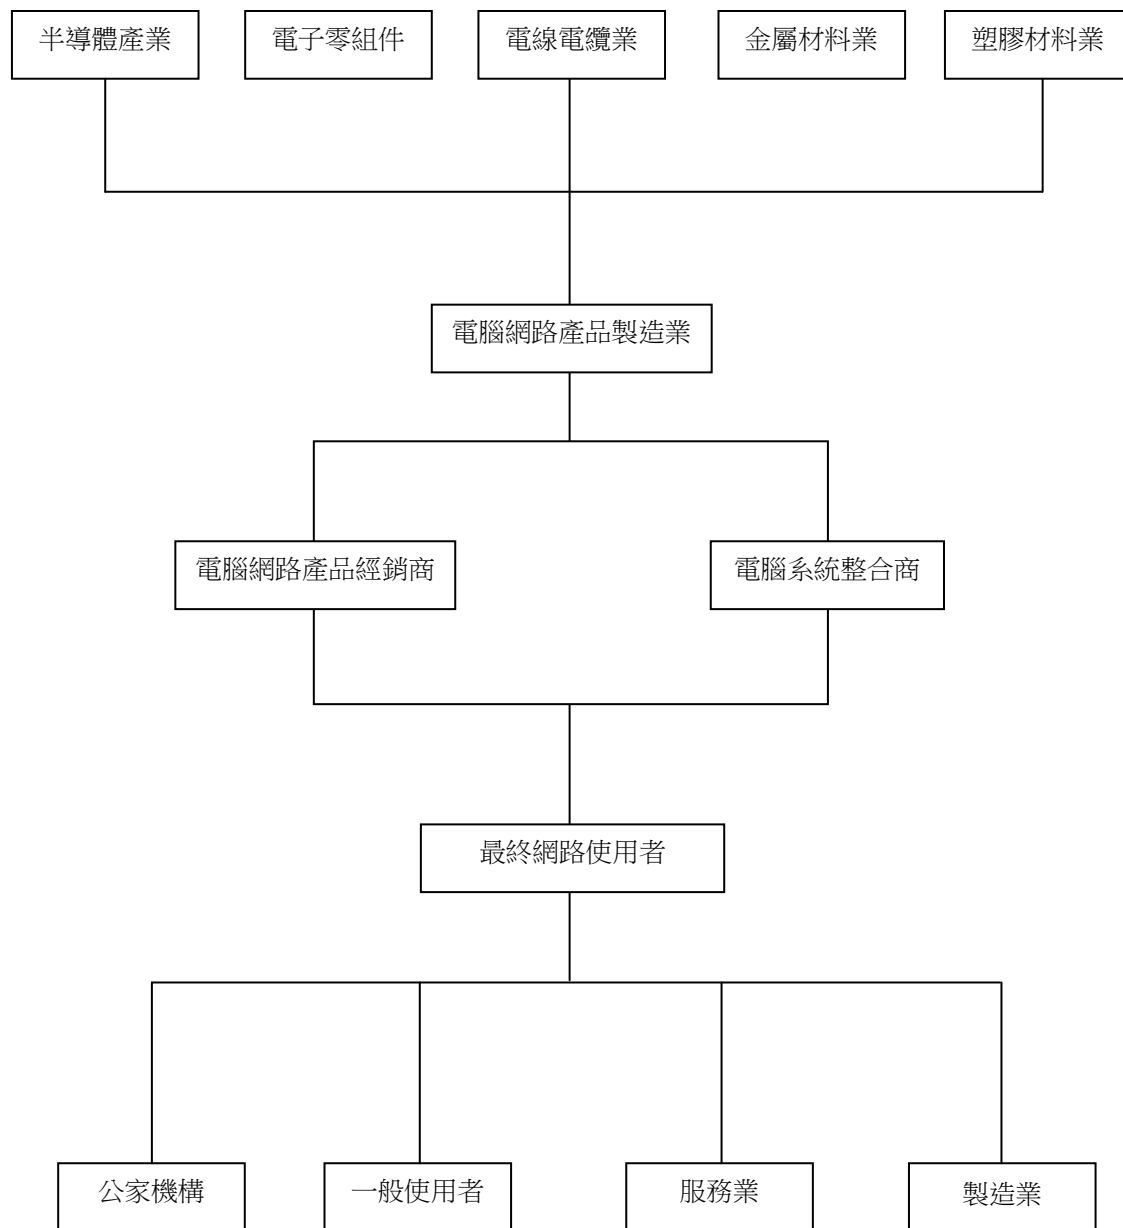 半導體產業
電子零組件
電線電纜業
金屬材料業
塑膠材料業
電腦網路產品製造業
電腦網路產品經銷商
電腦系統整合商
最終網路使用者
公家機構
一般使用者
服務業
製造業